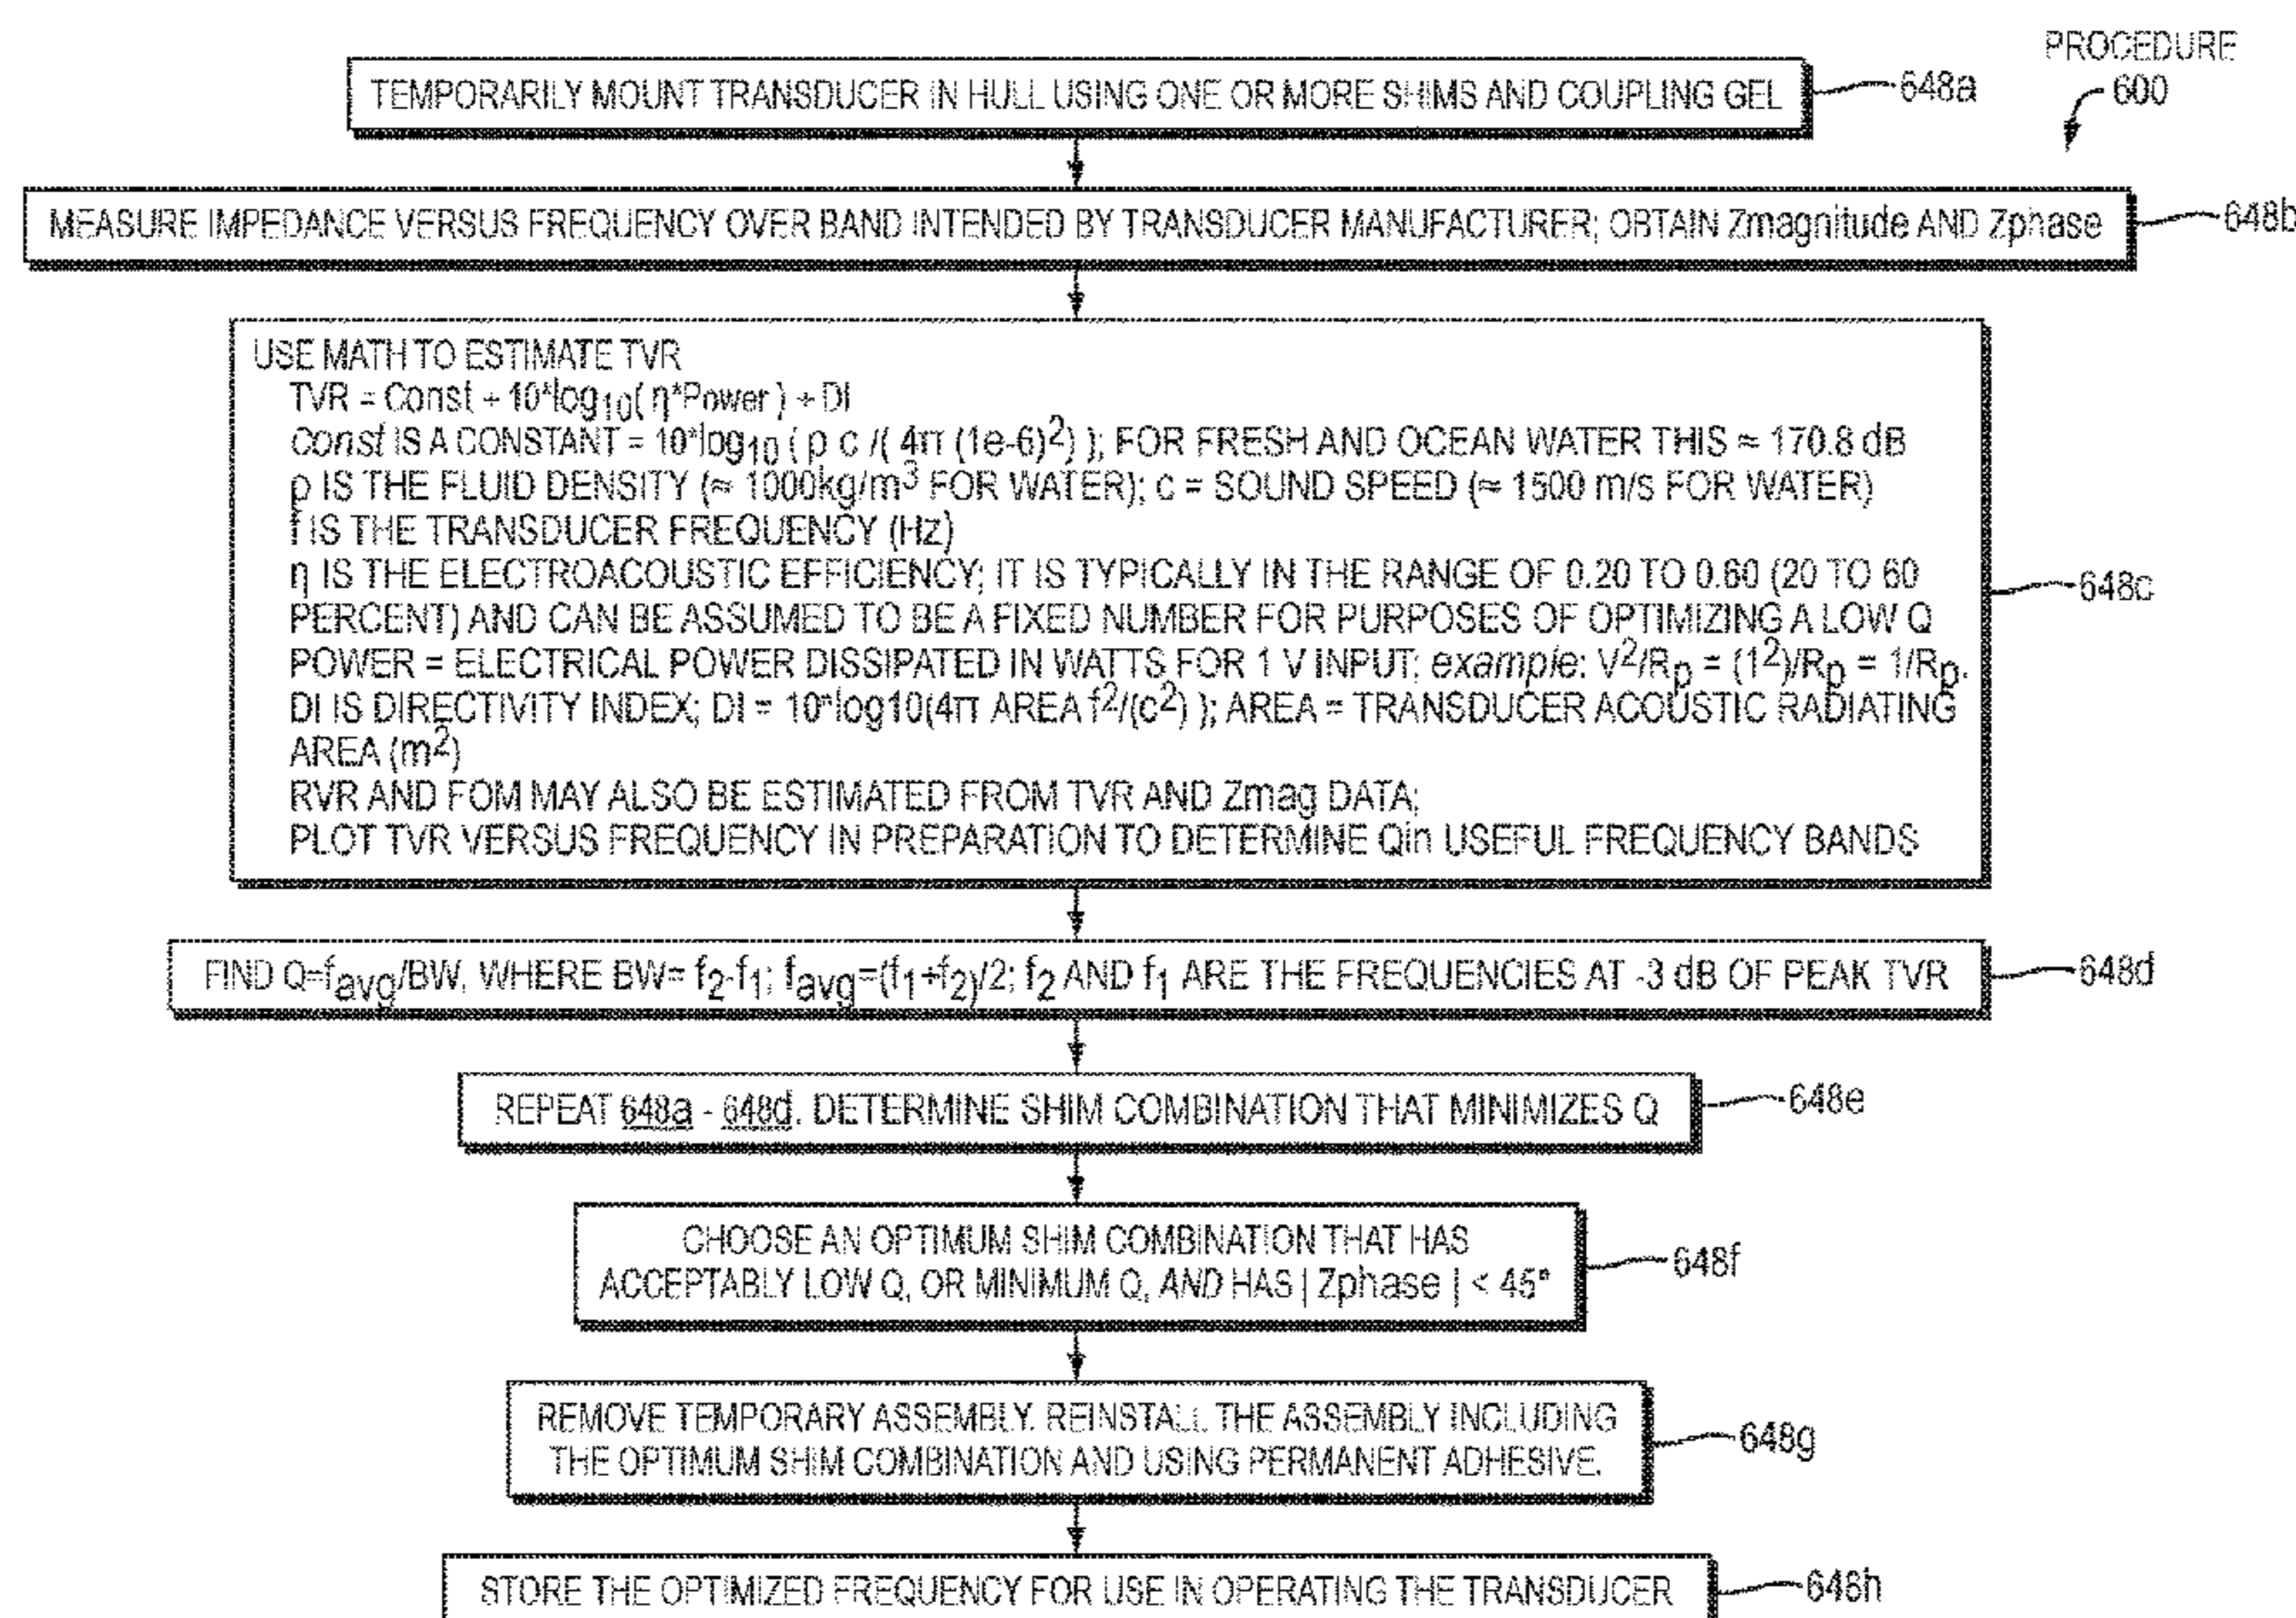 PROCEDURE
600
TEMPORARILY MOUNT TRANSDUCER IN HULL USING ONE OR MORE SHIMS AND COUPLING GEL
648a
MEASURE IMPEDANCE VERSUS FREQUENCY OVER BAND INTENDED BY TRANSDUCER MANUFACTURER; OBTAIN Zmagnitude AND Zphase
648b
USE MATH TO ESTIMATE TVR
TVR = Const + 10*log10( η*Power ) + DI
const IS A CONSTANT = 10*log10 ( ρ c /( 4π (1e-6)^2) ); FOR FRESH AND OCEAN WATER THIS ≈ 170.8 dB
ρ IS THE FLUID DENSITY (≈ 1000kg/m^3 FOR WATER); c = SOUND SPEED (≈ 1500 m/s FOR WATER)
f IS THE TRANSDUCER FREQUENCY (Hz)
η IS THE ELECTROACOUSTIC EFFICIENCY; IT IS TYPICALLY IN THE RANGE OF 0.20 TO 0.60 (20 TO 60
PERCENT) AND CAN BE ASSUMED TO BE A FIXED NUMBER FOR PURPOSES OF OPTIMIZING A LOW Q
POWER = ELECTRICAL POWER DISSIPATED IN WATTS FOR 1 V INPUT; example: V^2/Rp = (1^2)/Rp = 1/Rp.
DI IS DIRECTIVITY INDEX; DI = 10*log10(4π AREA f^2/(c^2) ); AREA = TRANSDUCER ACOUSTIC RADIATING
AREA (m^2)
RVR AND FOM MAY ALSO BE ESTIMATED FROM TVR AND Zmag DATA;
PLOT TVR VERSUS FREQUENCY IN PREPARATION TO DETERMINE Qin USEFUL FREQUENCY BANDS
648c
FIND Q=favg/BW, WHERE BW= f2-f1; favg=(f1+f2)/2; f2 AND f1 ARE THE FREQUENCIES AT -3 dB OF PEAK TVR
648d
REPEAT 648a - 648d. DETERMINE SHIM COMBINATION THAT MINIMIZES Q
648e
CHOOSE AN OPTIMUM SHIM COMBINATION THAT HAS
ACCEPTABLY LOW Q, OR MINIMUM Q, AND HAS | Zphase | < 45°
648f
REMOVE TEMPORARY ASSEMBLY. REINSTALL THE ASSEMBLY INCLUDING
THE OPTIMUM SHIM COMBINATION AND USING PERMANENT ADHESIVE.
648g
STORE THE OPTIMIZED FREQUENCY FOR USE IN OPERATING THE TRANSDUCER
648h